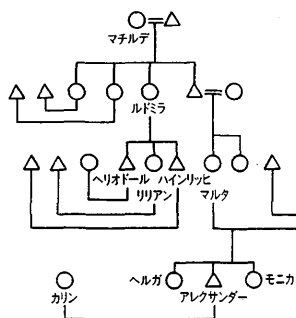 マチルデ
ルドミラ
ヘリオドール ハインリッヒ
リリアン マルタ
ヘルガ モニカ
カリン アレクサンダー